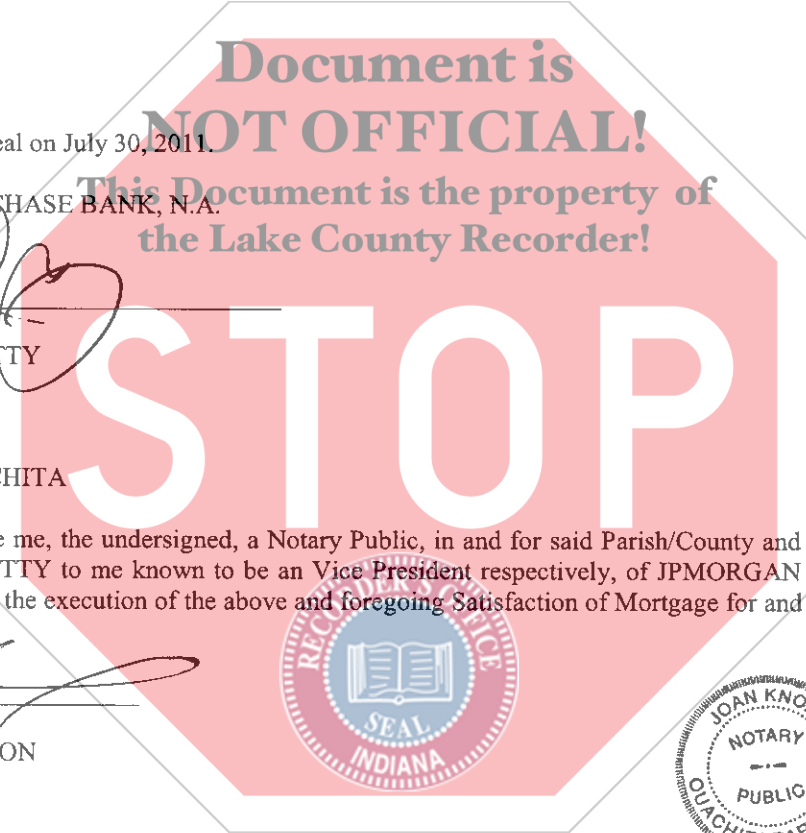 Document is
NOT OFFICIAL!
eal on July 30, 2011.
This Document is the property of
HASE BANK, N.A.
the Lake County Recorder!
TTY
STOP
CHITA
e me, the undersigned, a Notary Public, in and for said Parish/County and
TTY to me known to be an Vice President respectively, of JPMORGAN
the execution of the above and foregoing Satisfaction of Mortgage for and
RECORDER'S OFFICE
SEAL
INDIANA
ON
JOAN KNO
NOTARY
PUBLIC
OUACHITA PAR